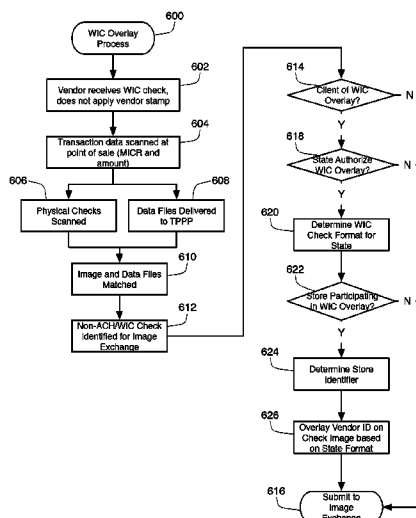 600
WIC Overlay
Process
602
Vendor receives WIC check,
does not apply vendor stamp
604
Transaction data scanned at
point of sale (MICR and
amount)
606
Physical Checks
Scanned
608
Data Files Delivered
to TPPP
610
Image and Data Files
Matched
612
Non-ACH/WIC Check
Identified for Image
Exchange
614
Client of WIC
Overlay?
N
Y
618
State Authorize
WIC Overlay?
N
Y
620
Determine WIC
Check Format for
State
622
Store Participating
in WIC Overlay?
N
Y
624
Determine Store
Identifier
626
Overlay Vendor ID on
Check Image based
on State Format
616
Submit to
Image
Exchange